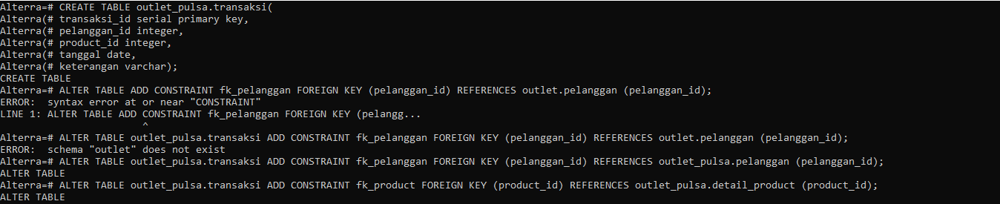 Alterra=# CREATE TABLE outlet_pulsa.transaksi(
Alterra(# transaksi_id serial primary key,
Alterra(# pelanggan_id integer,
Alterra(# product_id integer,
Alterra(# tanggal date,
Alterra(# keterangan varchar);
CREATE TABLE
Alterra=# ALTER TABLE ADD CONSTRAINT fk_pelanggan FOREIGN KEY (pelanggan_id) REFERENCES outlet.pelanggan (pelanggan_id);
ERROR:  syntax error at or near "CONSTRAINT"
LINE 1: ALTER TABLE ADD CONSTRAINT fk_pelanggan FOREIGN KEY (pelangg...
^
Alterra=# ALTER TABLE outlet_pulsa.transaksi ADD CONSTRAINT fk_pelanggan FOREIGN KEY (pelanggan_id) REFERENCES outlet.pelanggan (pelanggan_id);
ERROR:  schema "outlet" does not exist
Alterra=# ALTER TABLE outlet_pulsa.transaksi ADD CONSTRAINT fk_pelanggan FOREIGN KEY (pelanggan_id) REFERENCES outlet_pulsa.pelanggan (pelanggan_id);
ALTER TABLE
Alterra=# ALTER TABLE outlet_pulsa.transaksi ADD CONSTRAINT fk_product FOREIGN KEY (product_id) REFERENCES outlet_pulsa.detail_product (product_id);
ALTER TABLE